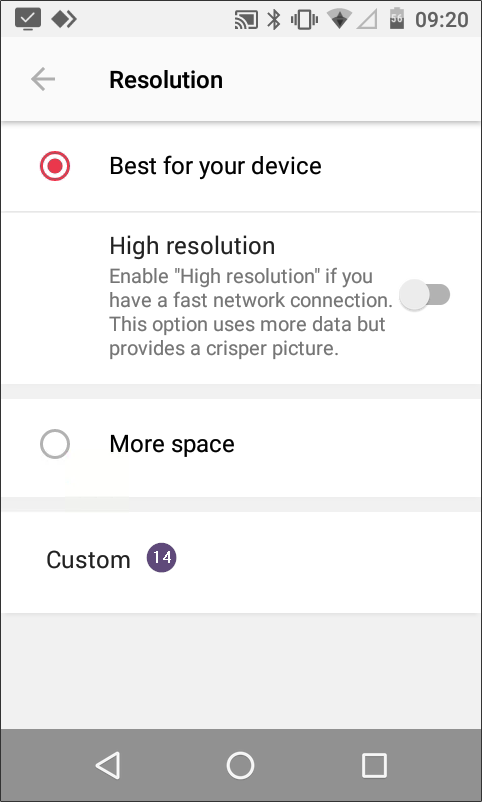 56 09:20
Resolution
Best for your device
High resolution
Enable "High resolution" if you
have a fast network connection.
This option uses more data but
provides a crisper picture.
More space
Custom 14